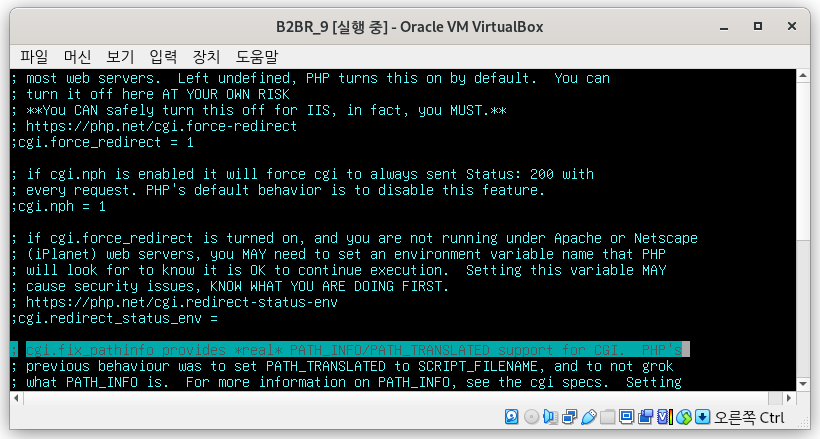 B2BR_9 [실행 중] - Oracle VM VirtualBox
파일 머신 보기 입력 장치 도움말
; most web servers.  Left undefined, PHP turns this on by default.  You can
; turn it off here AT YOUR OWN RISK
; **You CAN safely turn this off for IIS, in fact, you MUST.**
; https://php.net/cgi.force-redirect
;cgi.force_redirect = 1
; if cgi.nph is enabled it will force cgi to always sent Status: 200 with
; every request. PHP's default behavior is to disable this feature.
;cgi.nph = 1
; if cgi.force_redirect is turned on, and you are not running under Apache or Netscape
; (iPlanet) web servers, you MAY need to set an environment variable name that PHP
; will look for to know it is OK to continue execution.  Setting this variable MAY
; cause security issues, KNOW WHAT YOU ARE DOING FIRST.
; https://php.net/cgi.redirect-status-env
;cgi.redirect_status_env =
; cgi.fix_pathinfo provides *real* PATH_INFO/PATH_TRANSLATED support for CGI.  PHP's
; previous behaviour was to set PATH_TRANSLATED to SCRIPT_FILENAME, and to not grok
; what PATH_INFO is.  For more information on PATH_INFO, see the cgi specs.  Setting
오른쪽 Ctrl